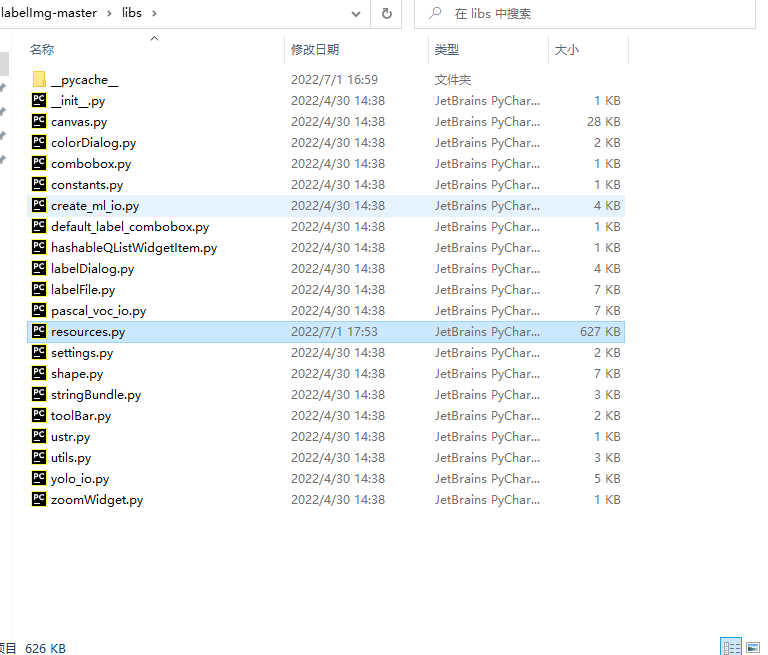 labelImg-master > libs >
在 libs 中搜索
名称 修改日期 类型 大小
__pycache__ 2022/7/1 16:59 文件夹
__init__.py 2022/4/30 14:38 JetBrains PyChar... 1 KB
canvas.py 2022/4/30 14:38 JetBrains PyChar... 28 KB
colorDialog.py 2022/4/30 14:38 JetBrains PyChar... 2 KB
combobox.py 2022/4/30 14:38 JetBrains PyChar... 1 KB
constants.py 2022/4/30 14:38 JetBrains PyChar... 1 KB
create_ml_io.py 2022/4/30 14:38 JetBrains PyChar... 4 KB
default_label_combobox.py 2022/4/30 14:38 JetBrains PyChar... 1 KB
hashableQListWidgetItem.py 2022/4/30 14:38 JetBrains PyChar... 1 KB
labelDialog.py 2022/4/30 14:38 JetBrains PyChar... 4 KB
labelFile.py 2022/4/30 14:38 JetBrains PyChar... 7 KB
pascal_voc_io.py 2022/4/30 14:38 JetBrains PyChar... 7 KB
resources.py 2022/7/1 17:53 JetBrains PyChar... 627 KB
settings.py 2022/4/30 14:38 JetBrains PyChar... 2 KB
shape.py 2022/4/30 14:38 JetBrains PyChar... 7 KB
stringBundle.py 2022/4/30 14:38 JetBrains PyChar... 3 KB
toolBar.py 2022/4/30 14:38 JetBrains PyChar... 2 KB
ustr.py 2022/4/30 14:38 JetBrains PyChar... 1 KB
utils.py 2022/4/30 14:38 JetBrains PyChar... 3 KB
yolo_io.py 2022/4/30 14:38 JetBrains PyChar... 5 KB
zoomWidget.py 2022/4/30 14:38 JetBrains PyChar... 1 KB
项目 626 KB